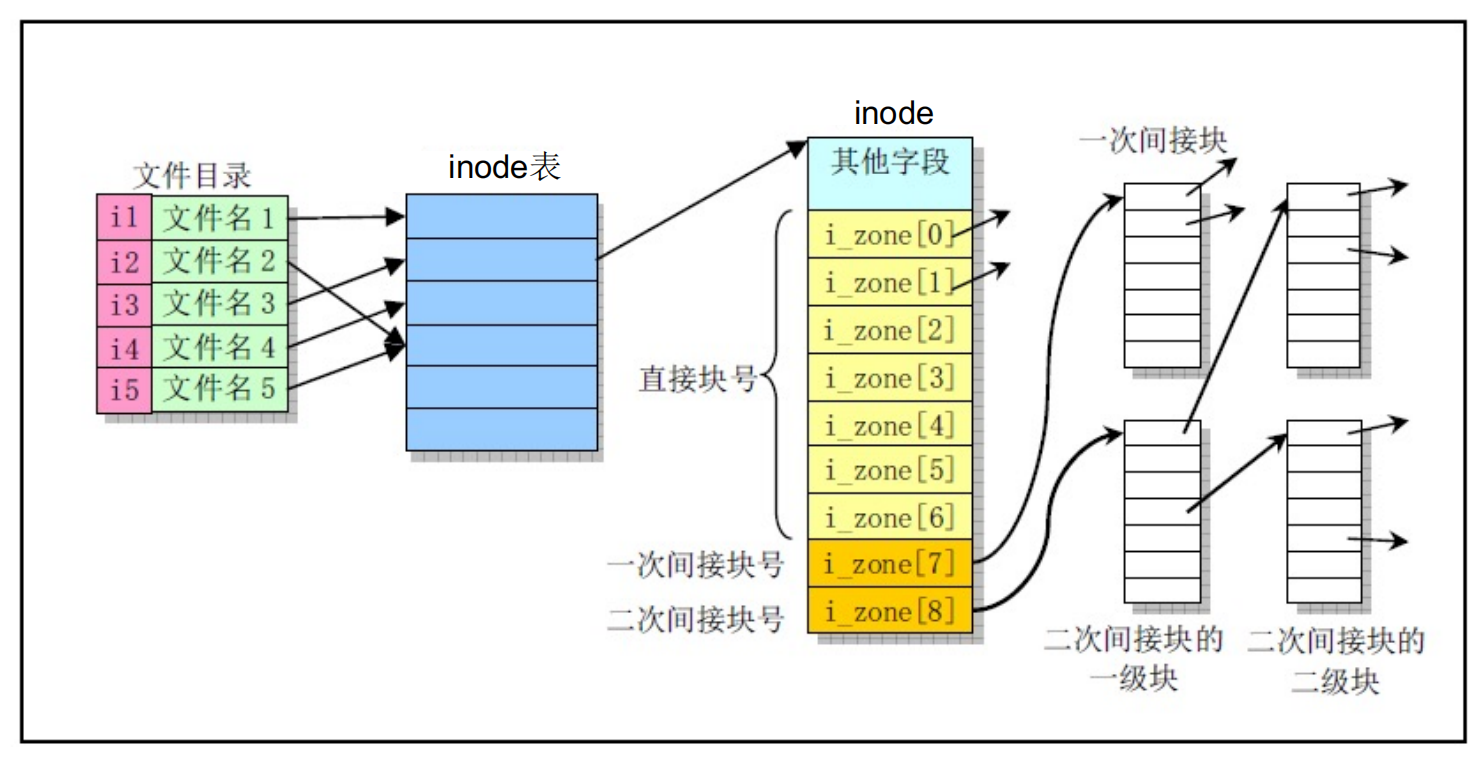 文件目录
i1 文件名1
i2 文件名2
i3 文件名3
i4 文件名4
i5 文件名5
inode表
inode
其他字段
i_zone[0]
i_zone[1]
i_zone[2]
i_zone[3]
i_zone[4]
i_zone[5]
i_zone[6]
i_zone[7]
i_zone[8]
直接块号
一次间接块号
二次间接块号
一次间接块
二次间接块的
一级块
二次间接块的
二级块